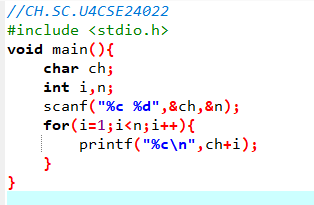 //CH.SC.U4CSE24022
#include <stdio.h>
void main(){
    char ch;
    int i,n;
    scanf("%c %d",&ch,&n);
    for(i=1;i<n;i++){
        printf("%c\n",ch+i);
    }
}